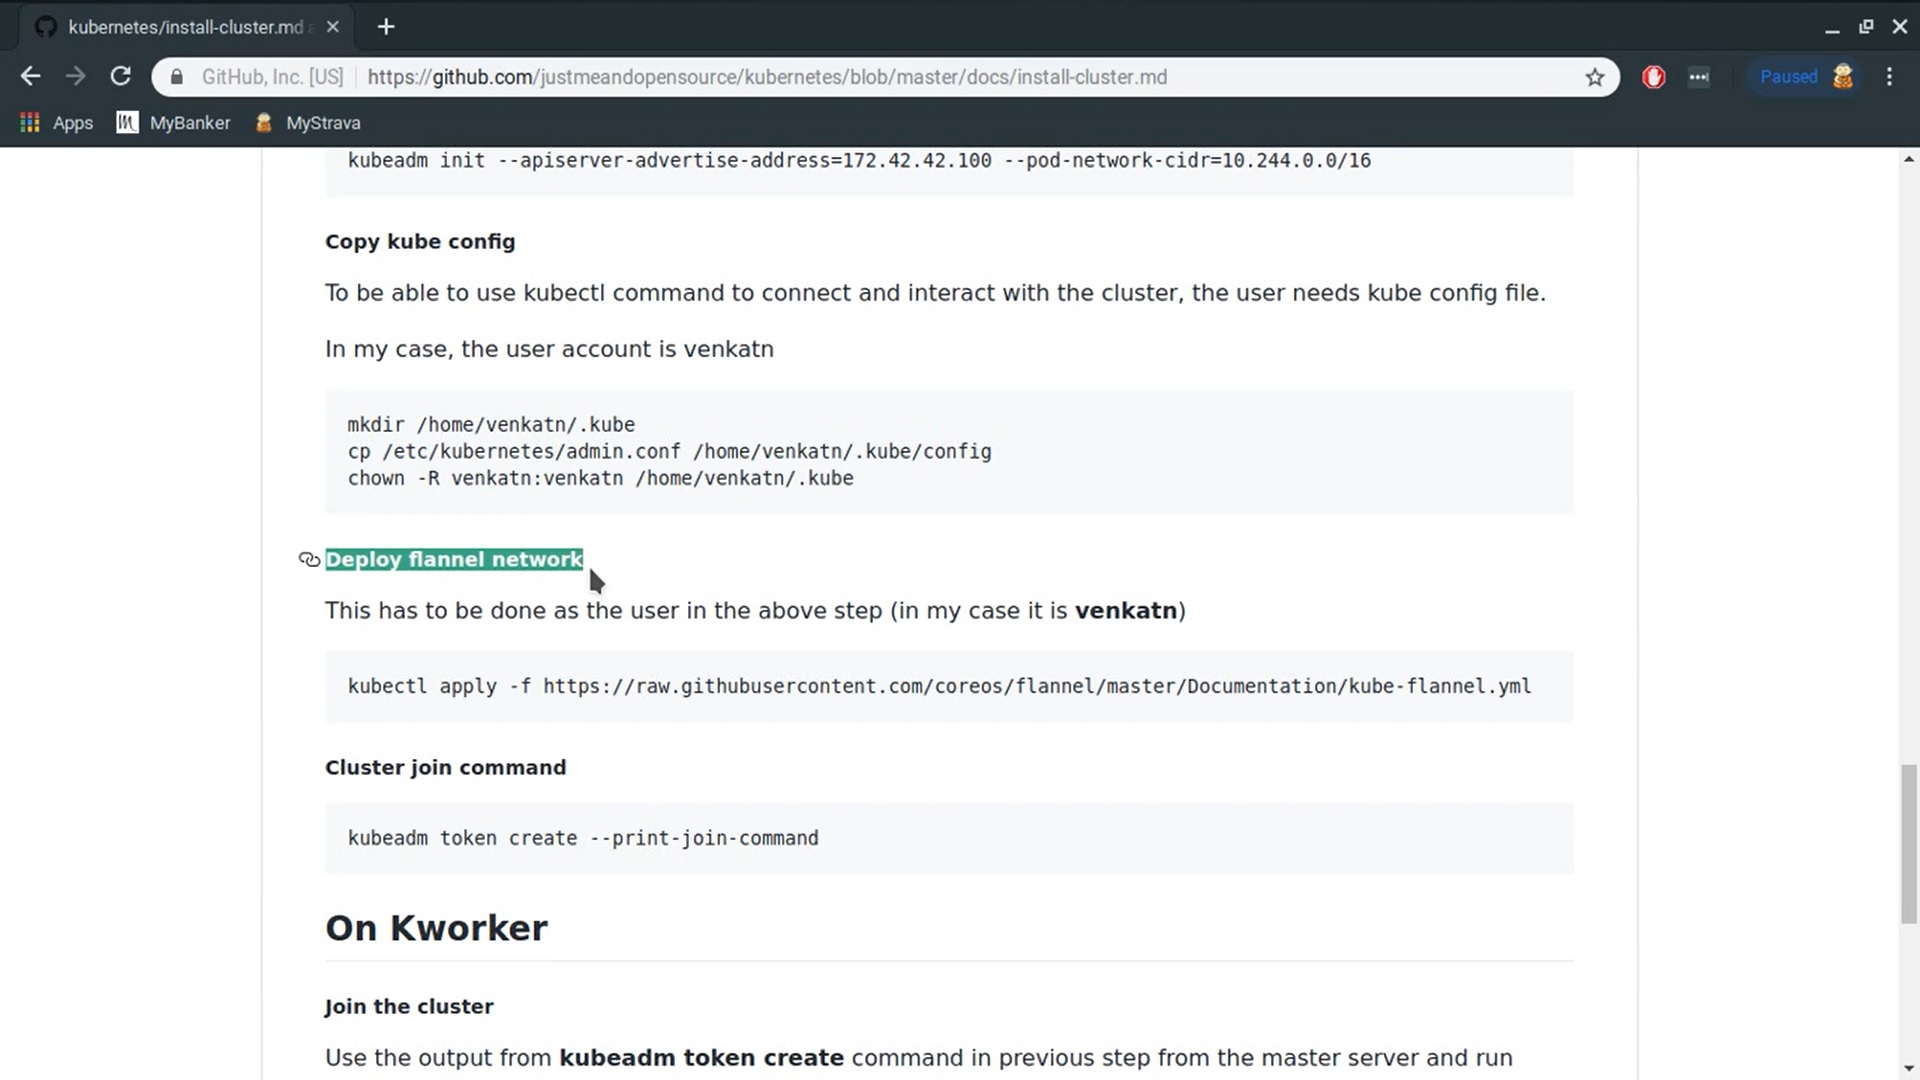 kubernetes/install-cluster.md
GitHub, Inc. [US] https://github.com/justmeandopensource/kubernetes/blob/master/docs/install-cluster.md
Paused
Apps MyBanker MyStrava
kubeadm init --apiserver-advertise-address=172.42.42.100 --pod-network-cidr=10.244.0.0/16
Copy kube config
To be able to use kubectl command to connect and interact with the cluster, the user needs kube config file.
In my case, the user account is venkatn
mkdir /home/venkatn/.kube
cp /etc/kubernetes/admin.conf /home/venkatn/.kube/config
chown -R venkatn:venkatn /home/venkatn/.kube
Deploy flannel network
This has to be done as the user in the above step (in my case it is venkatn)
kubectl apply -f https://raw.githubusercontent.com/coreos/flannel/master/Documentation/kube-flannel.yml
Cluster join command
kubeadm token create --print-join-command
On Kworker
Join the cluster
Use the output from kubeadm token create command in previous step from the master server and run